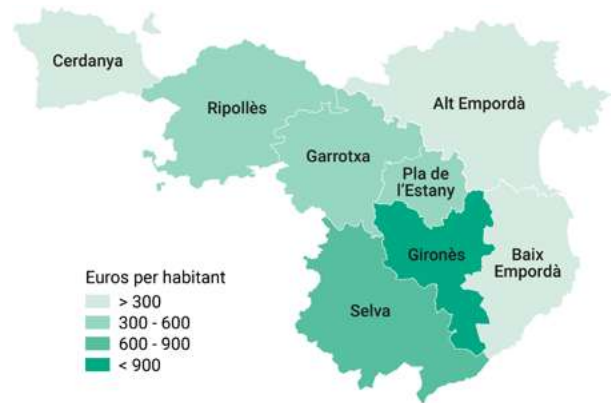 Cerdanya
Ripollès
Alt Empordà
Garrotxa
Pla de
l'Estany
Gironès
Baix
Empordà
Selva
Euros per habitant
> 300
300 - 600
600 - 900
< 900